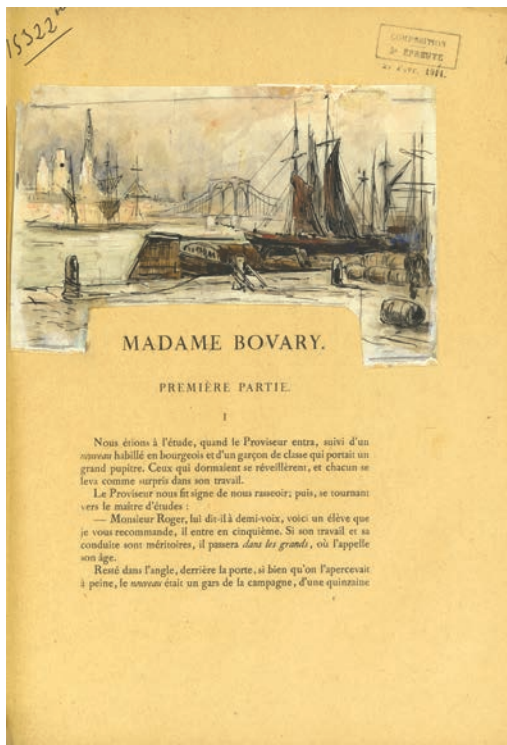 15322
COMPOSITION
3e ÉPREUVE
1911.
MADAME BOVARY.
PREMIÈRE PARTIE.
I
Nous étions à l'étude, quand le Proviseur entra, suivi d'un
nouveau habillé en bourgeois et d'un garçon de classe qui portait un
grand pupitre. Ceux qui dormaient se réveillèrent, et chacun se
leva comme surpris dans son travail.
Le Proviseur nous fit signe de nous rasseoir; puis, se tournant
vers le maître d'études :
— Monsieur Roger, lui dit-il à demi-voix, voici un élève que
je vous recommande, il entre en cinquième. Si son travail et sa
conduite sont méritoires, il passera dans les grands, où l'appelle
son âge.
Resté dans l'angle, derrière la porte, si bien qu'on l'apercevait
à peine, le nouveau était un gars de la campagne, d'une quinzaine